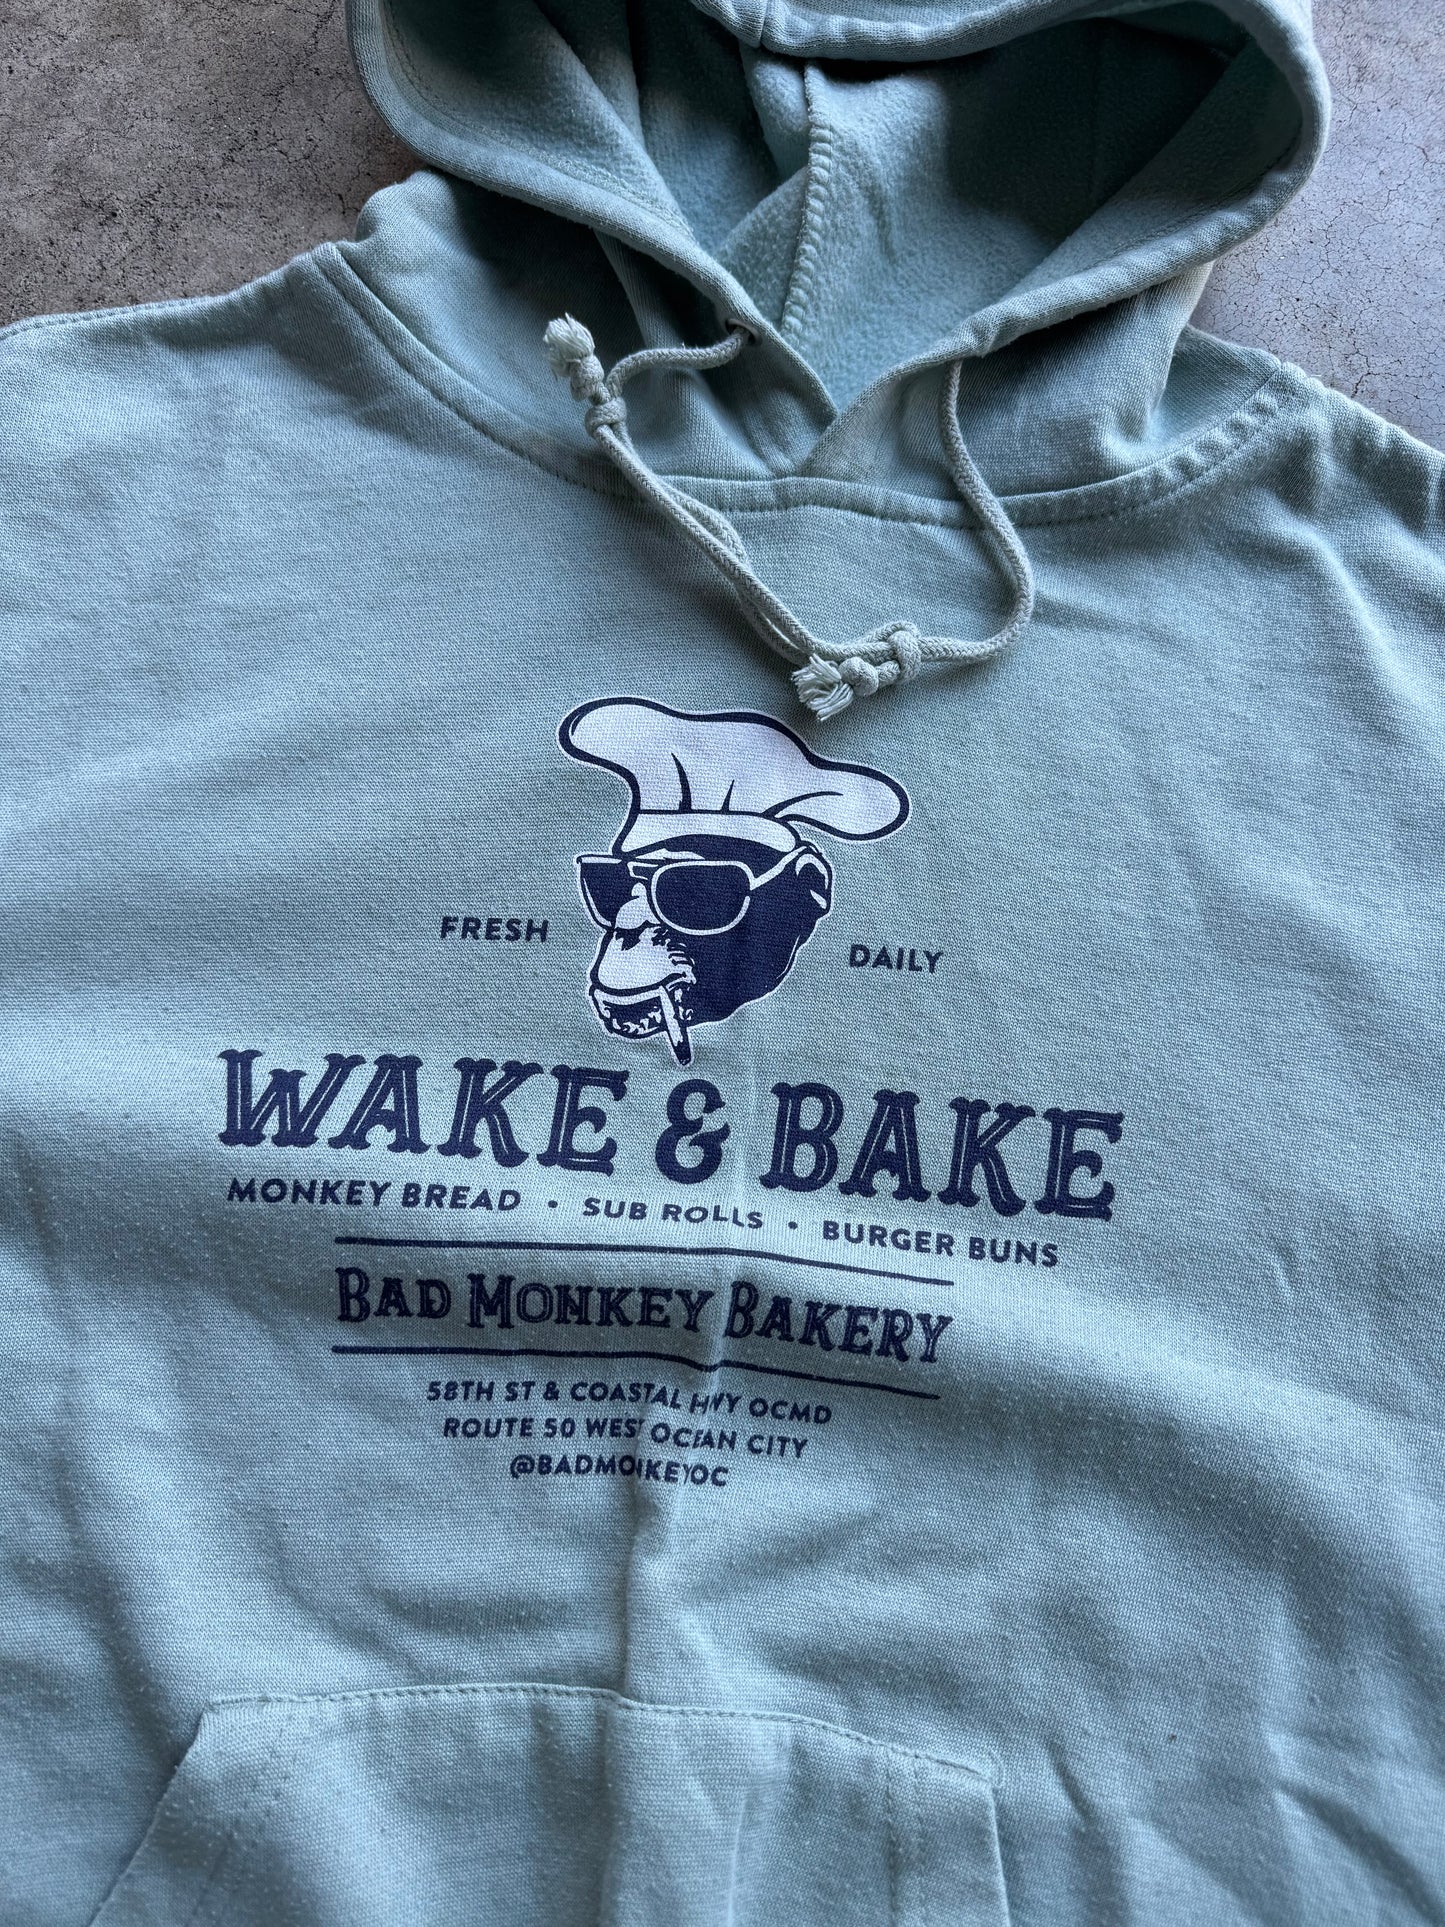 FRESH DAILY
WAKE & BAKE
MONKEY BREAD • SUB ROLLS • BURGER BUNS
BAD MONKEY BAKERY
58TH ST & COASTAL HWY OCMD
ROUTE 50 WEST OCEAN CITY
@BADMONKEYOC